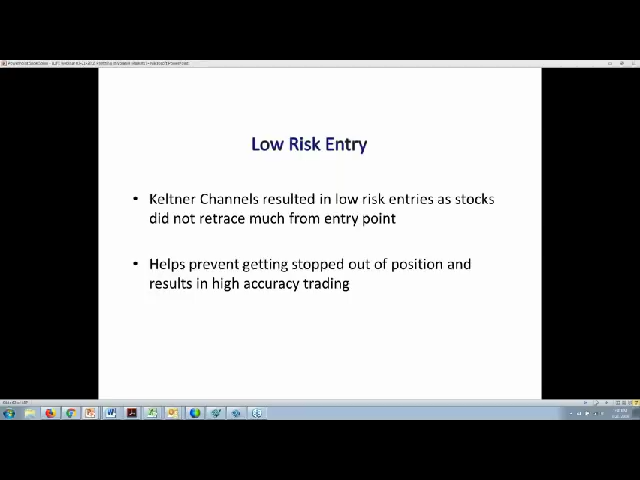 Low Risk Entry
• Keltner Channels resulted in low risk entries as stocks
did not retrace much from entry point
• Helps prevent getting stopped out of position and
results in high accuracy trading